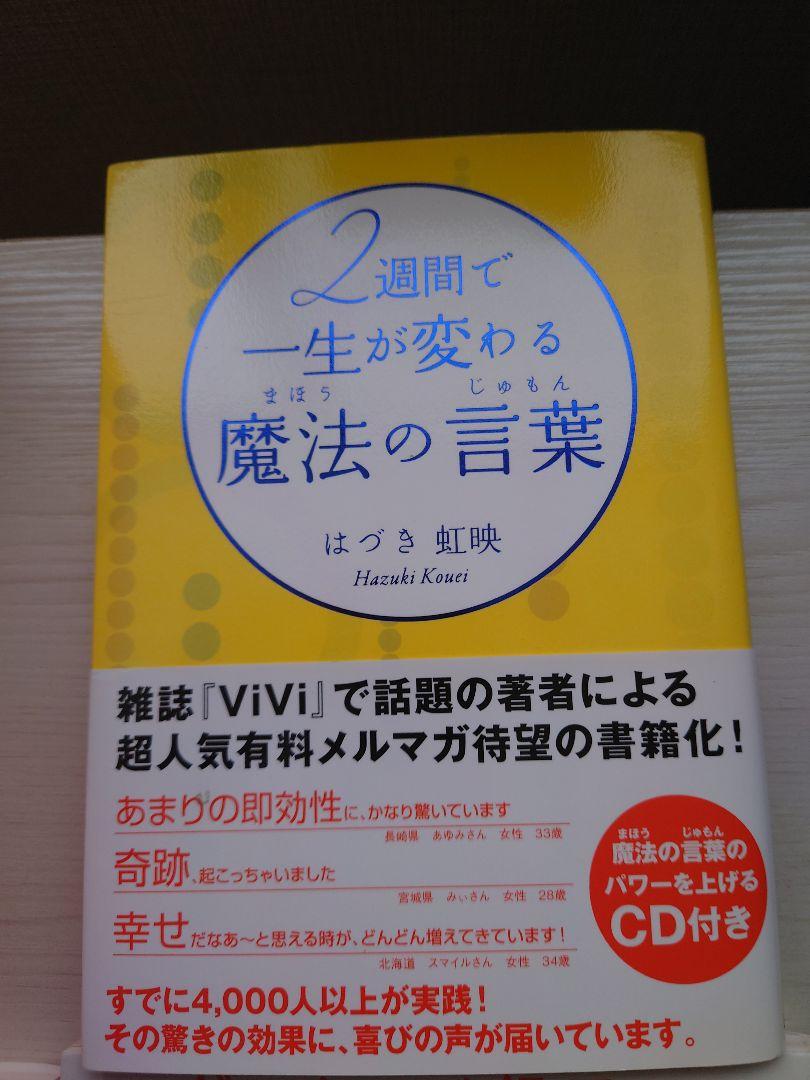 2週間で
一生が変わる
まほう じゅもん
魔法の言葉
はづき 虹映
Hazuki Kouei
雑誌『ViVi』で話題の著者による
超人気有料メルマガ待望の書籍化!
あまりの即効性に、かなり驚いています
長崎県 あゆみさん 女性 33歳
奇跡、起こっちゃいました
宮城県 みぃさん 女性 28歳
幸せだなあ〜と思える時が、どんどん増えてきています!
北海道 スマイルさん 女性 34歳
まほう じゅもん
魔法の言葉の
パワーを上げる
CD付き
すでに4,000人以上が実践!
その驚きの効果に、喜びの声が届いています。